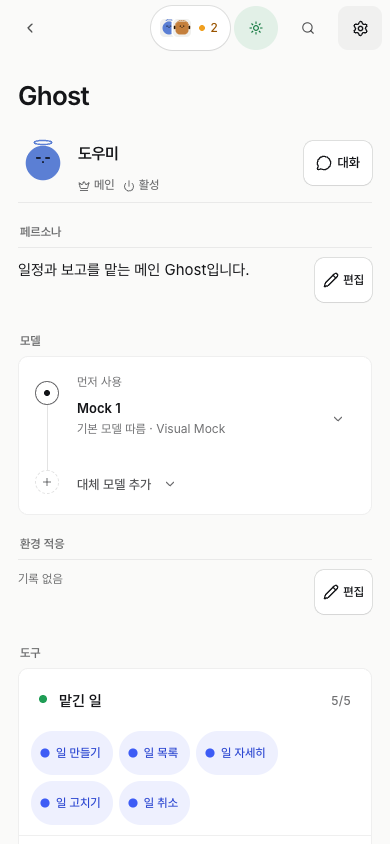 2
Ghost
도우미
메인 활성
대화
페르소나
일정과 보고를 맡는 메인 Ghost입니다.
편집
모델
먼저 사용
Mock 1
기본 모델 따름 · Visual Mock
대체 모델 추가
환경 적응
기록 없음
편집
도구
맡긴 일
5/5
일 만들기
일 목록
일 자세히
일 고치기
일 취소